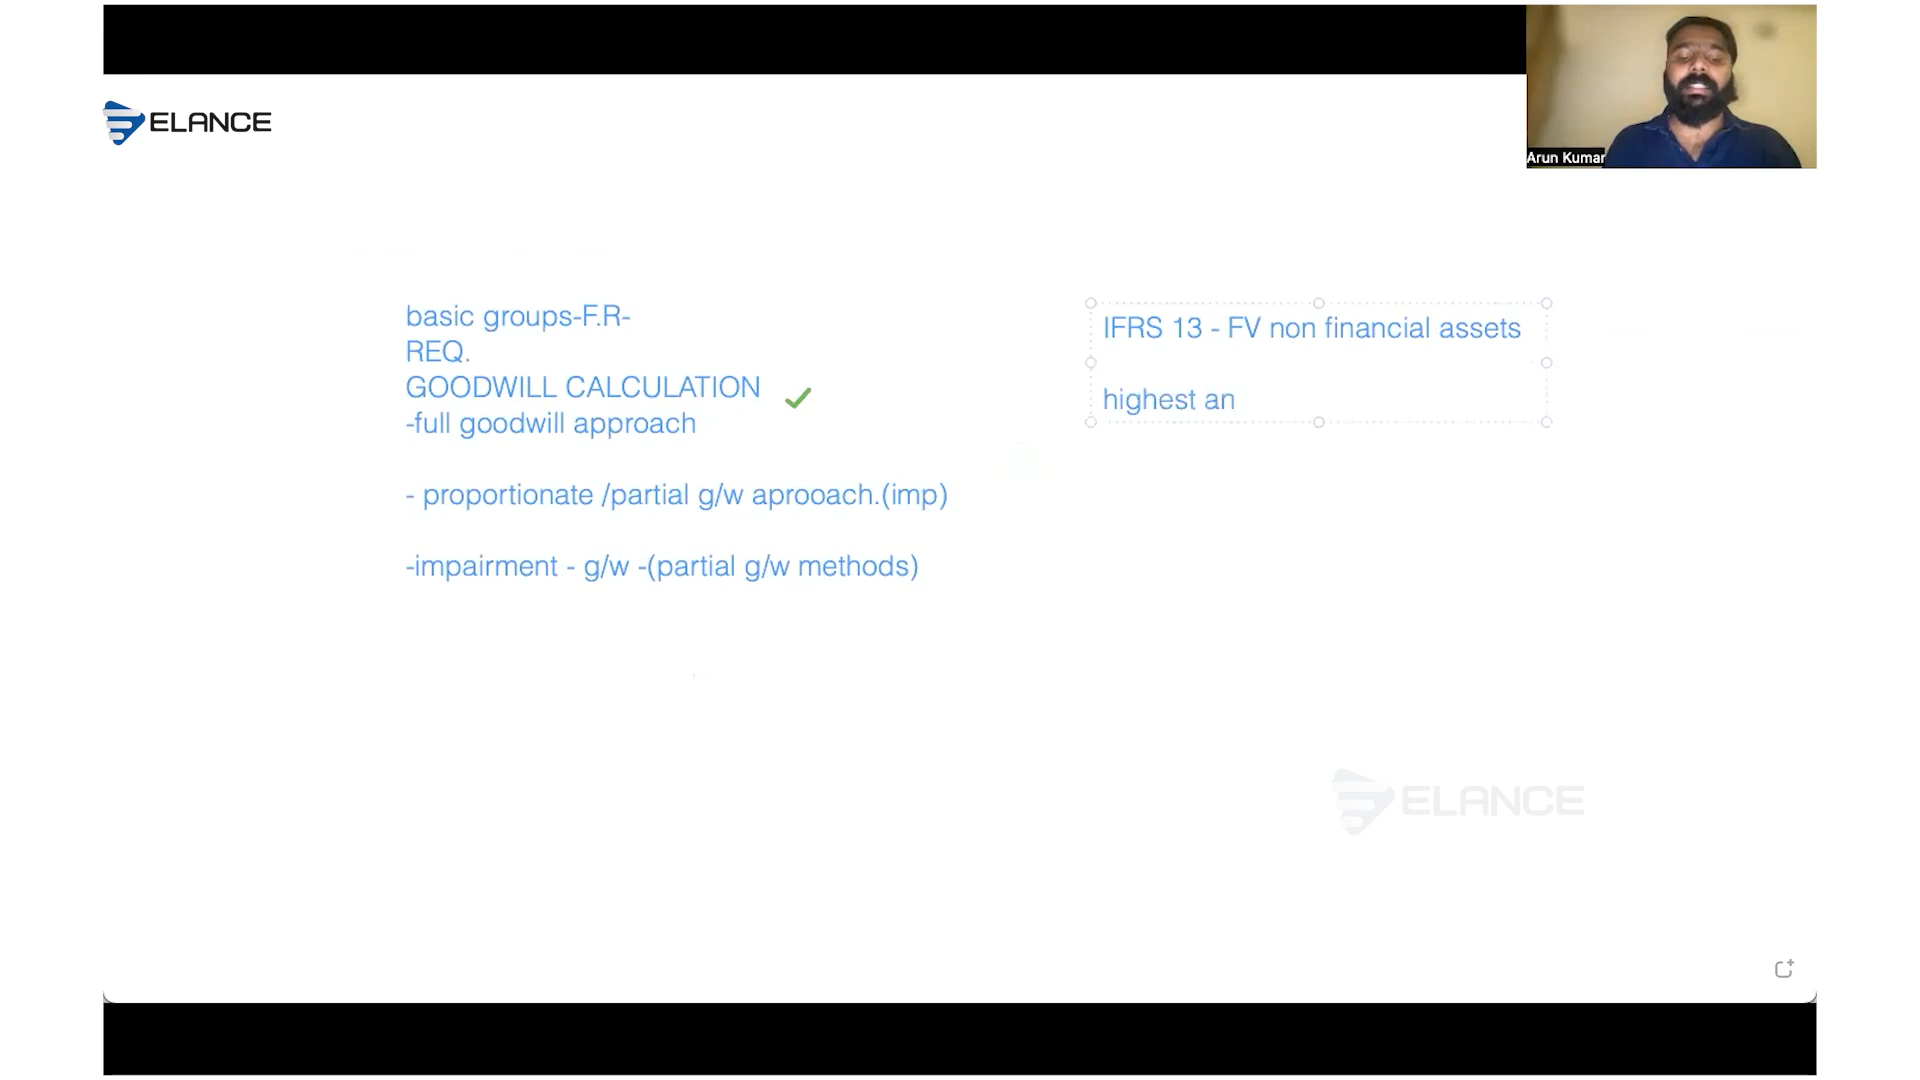 ELANCE
Arun Kumar
basic groups-F.R-
REQ.
GOODWILL CALCULATION
-full goodwill approach
- proportionate /partial g/w aprooach.(imp)
-impairment - g/w -(partial g/w methods)
IFRS 13 - FV non financial assets
highest an
ELANCE